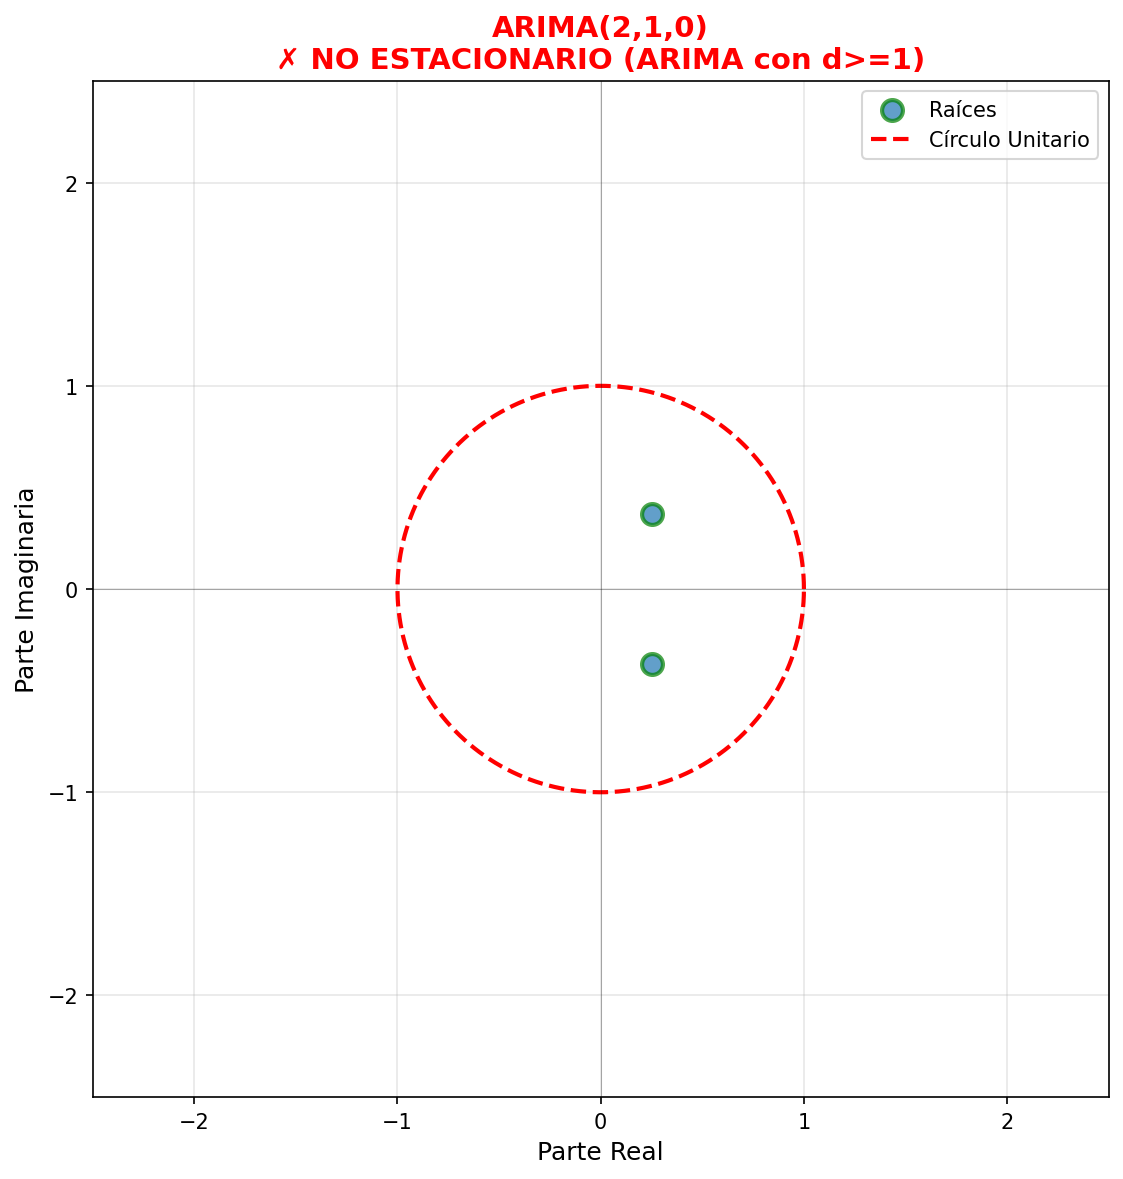 ARIMA(2,1,0)
✗ NO ESTACIONARIO (ARIMA con d>=1)
Raíces
Círculo Unitario
Parte Imaginaria
2
1
0
−1
−2
−2
−1
0
1
2
Parte Real